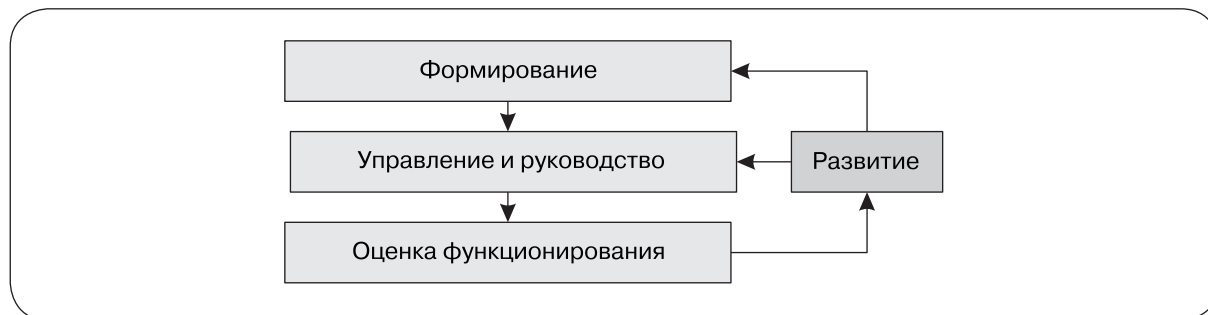 Формирование
Управление и руководство
Развитие
Оценка функционирования